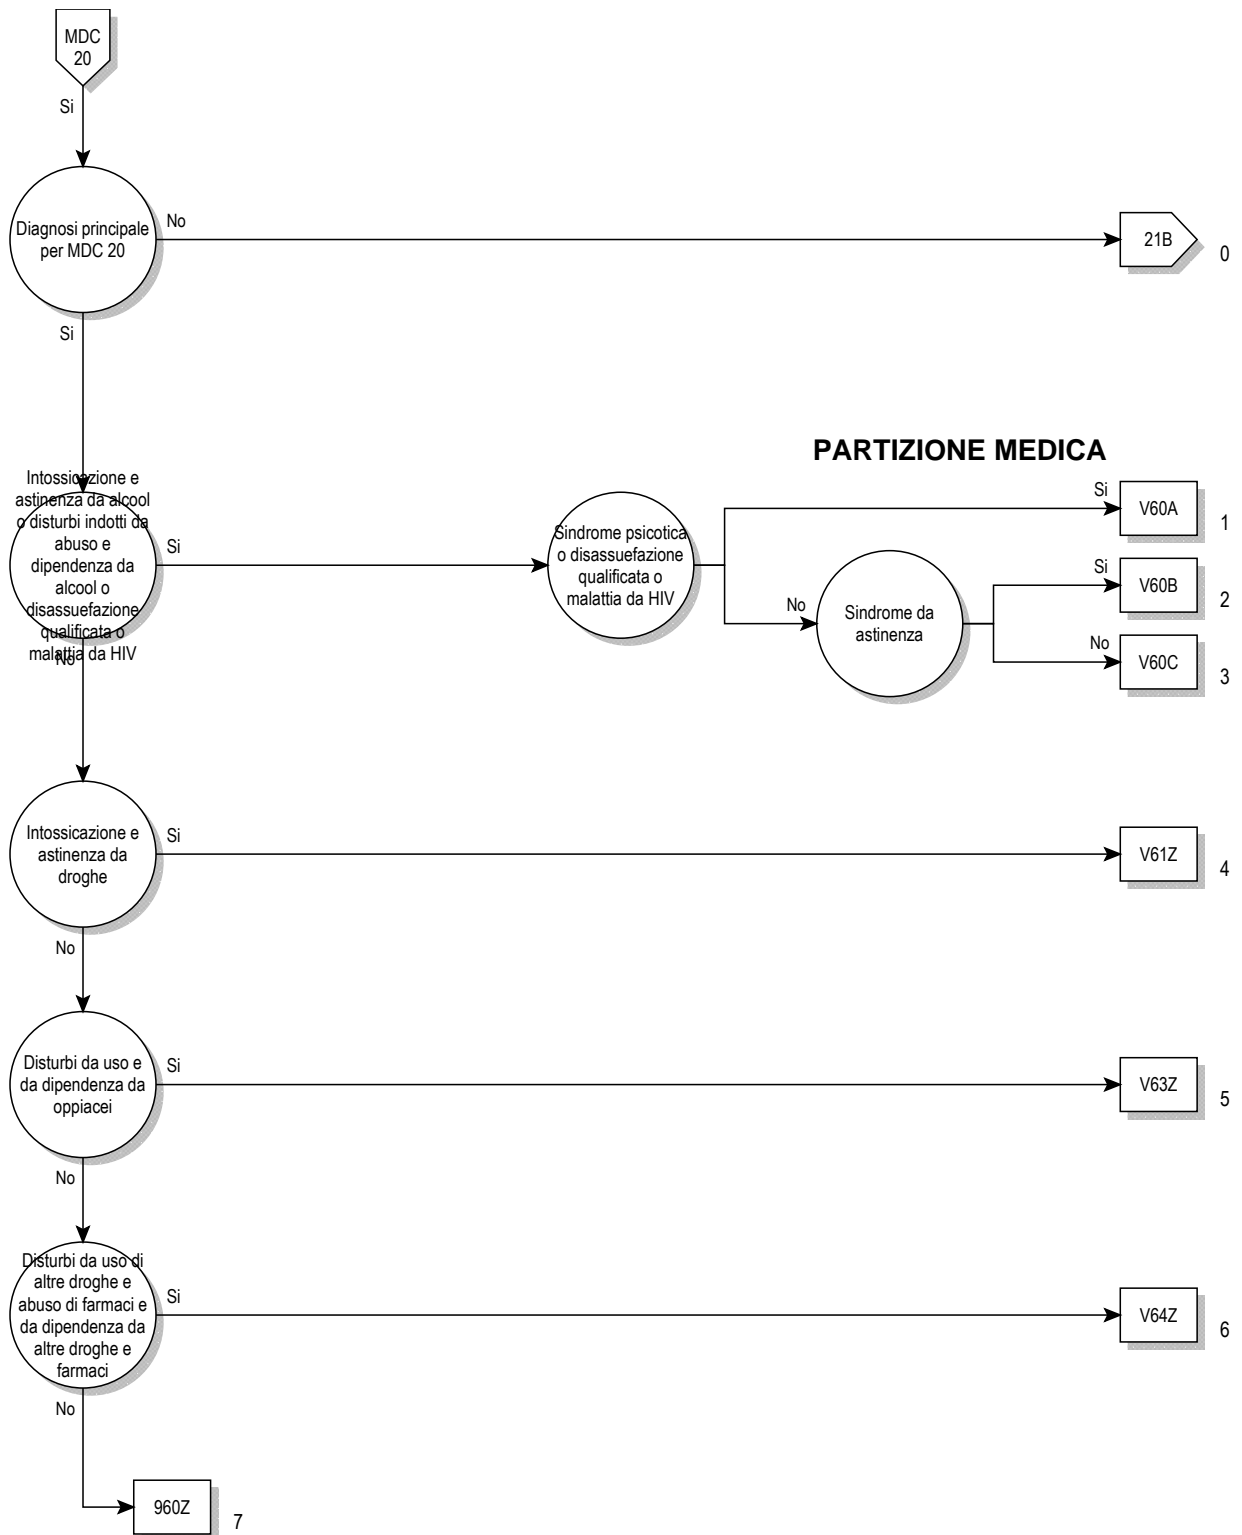 MDC
20
Si
Diagnosi principale
per MDC 20
No
21B
0
Si
PARTIZIONE MEDICA
Intossicazione e
astinenza da alcool
o disturbi indotti da
abuso e
dipendenza da
alcool o
disassuefazione
qualificata o
malattia da HIV
Si
Sindrome psicotica
o disassuefazione
qualificata o
malattia da HIV
Si
V60A
1
No
Sindrome da
astinenza
Si
V60B
2
No
V60C
3
No
Intossicazione e
astinenza da
droghe
Si
V61Z
4
No
Disturbi da uso e
da dipendenza da
oppiacei
Si
V63Z
5
No
Disturbi da uso di
altre droghe e
abuso di farmaci e
da dipendenza da
altre droghe e
farmaci
Si
V64Z
6
No
960Z
7